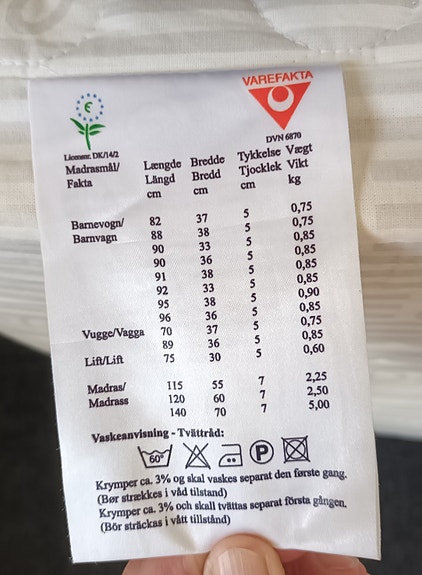 VAREFAKTA
DVN 6870
ε
Licensnr. DK/14/2
Madrasmål/ Længde Bredde Tykkelse Vægt
Fakta Längd Bredd Tjocklek Vikt
cm cm cm kg
Barnevogn/ 82 37 5 0,75
Barnvagn 88 38 5 0,75
90 33 5 0,85
90 36 5 0,85
91 38 5 0,85
92 33 5 0,85
95 38 5 0,90
96 36 5 0,85
Vugge/Vagga 70 37 5 0,75
89 36 5 0,85
Lift/Lift 75 30 5 0,60
Madras/ 115 55 7 2,25
Madrass 120 60 7 2,50
140 70 7 5,00
Vaskeanvisning - Tvättråd:
60° P
Krymper ca. 3% og skal vaskes separat den første gang.
(Bør strækkes i våd tilstand)
Krymper ca. 3% och skall tvättas separat första gången.
(Bör sträckas i vått tillstånd)